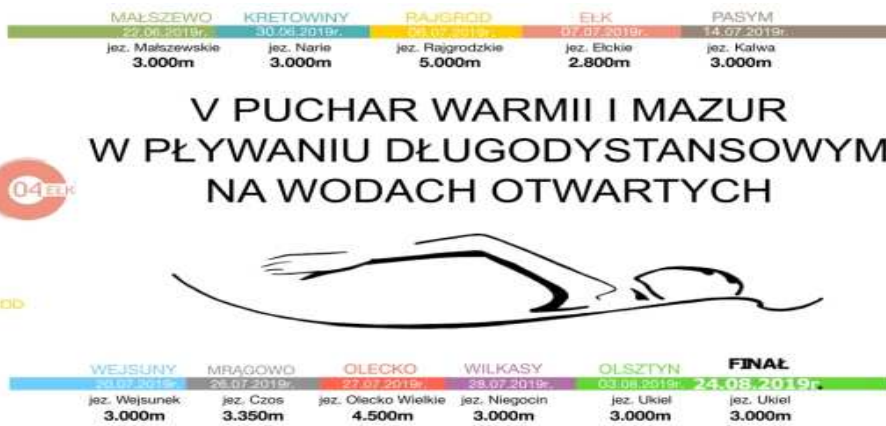 MAŁSZEWO KRETOWINY RAJGRÓD EŁK PASYM
22.06.2019r. 30.06.2019r. 06.07.2019r. 07.07.2019r. 14.07.2019r.
jez. Małszewskie jez. Narie jez. Rajgrodzkie jez. Ełckie jez. Kalwa
3.000m 3.000m 5.000m 2.800m 3.000m
V PUCHAR WARMII I MAZUR
W PŁYWANIU DŁUGODYSTANSOWYM
NA WODACH OTWARTYCH
04 EŁK
OD
WEJSUNY MRĄGOWO OLECKO WILKASY OLSZTYN FINAŁ
20.07.2019r. 26.07.2019r. 27.07.2019r. 28.07.2019r. 03.08.2019r. 24.08.2019r.
jez. Wejsunek jez. Czos jez. Olecko Wielkie jez. Niegocin jez. Ukiel jez. Ukiel
3.000m 3.350m 4.500m 3.000m 3.000m 3.000m